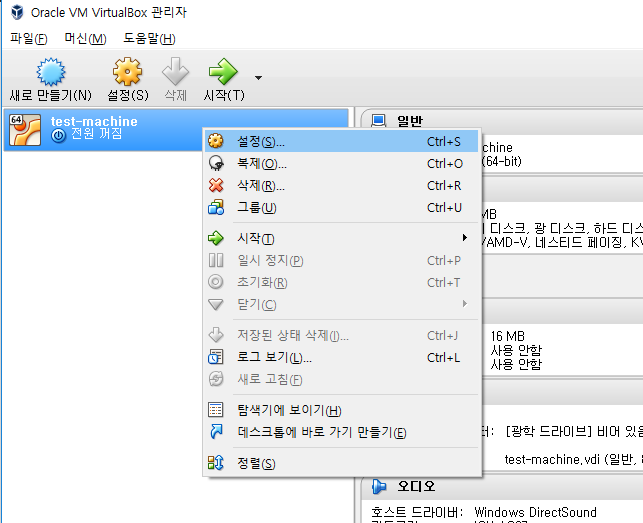 Oracle VM VirtualBox 관리자
파일(F) 머신(M) 도움말(H)
새로 만들기(N) 설정(S) 삭제 시작(T)
64
test-machine
전원 꺼짐
설정(S)... Ctrl+S
복제(O)... Ctrl+O
삭제(R)... Ctrl+R
그룹(U) Ctrl+U
시작(T)
일시 정지(P) Ctrl+P
초기화(R) Ctrl+T
닫기(C)
저장된 상태 삭제(I)... Ctrl+J
로그 보기(L)... Ctrl+L
새로 고침(F)
탐색기에 보이기(H)
데스크톱에 바로 가기 만들기(E)
정렬(S)
일반
chine
(64-bit)
MB
디스크, 광 디스크, 하드 디스
/AMD-V, 네스티드 페이징, KV
16 MB
사용 안함
사용 안함
터: [광학 드라이브] 비어 있음
test-machine.vdi (일반,
오디오
호스트 드라이버: Windows DirectSound